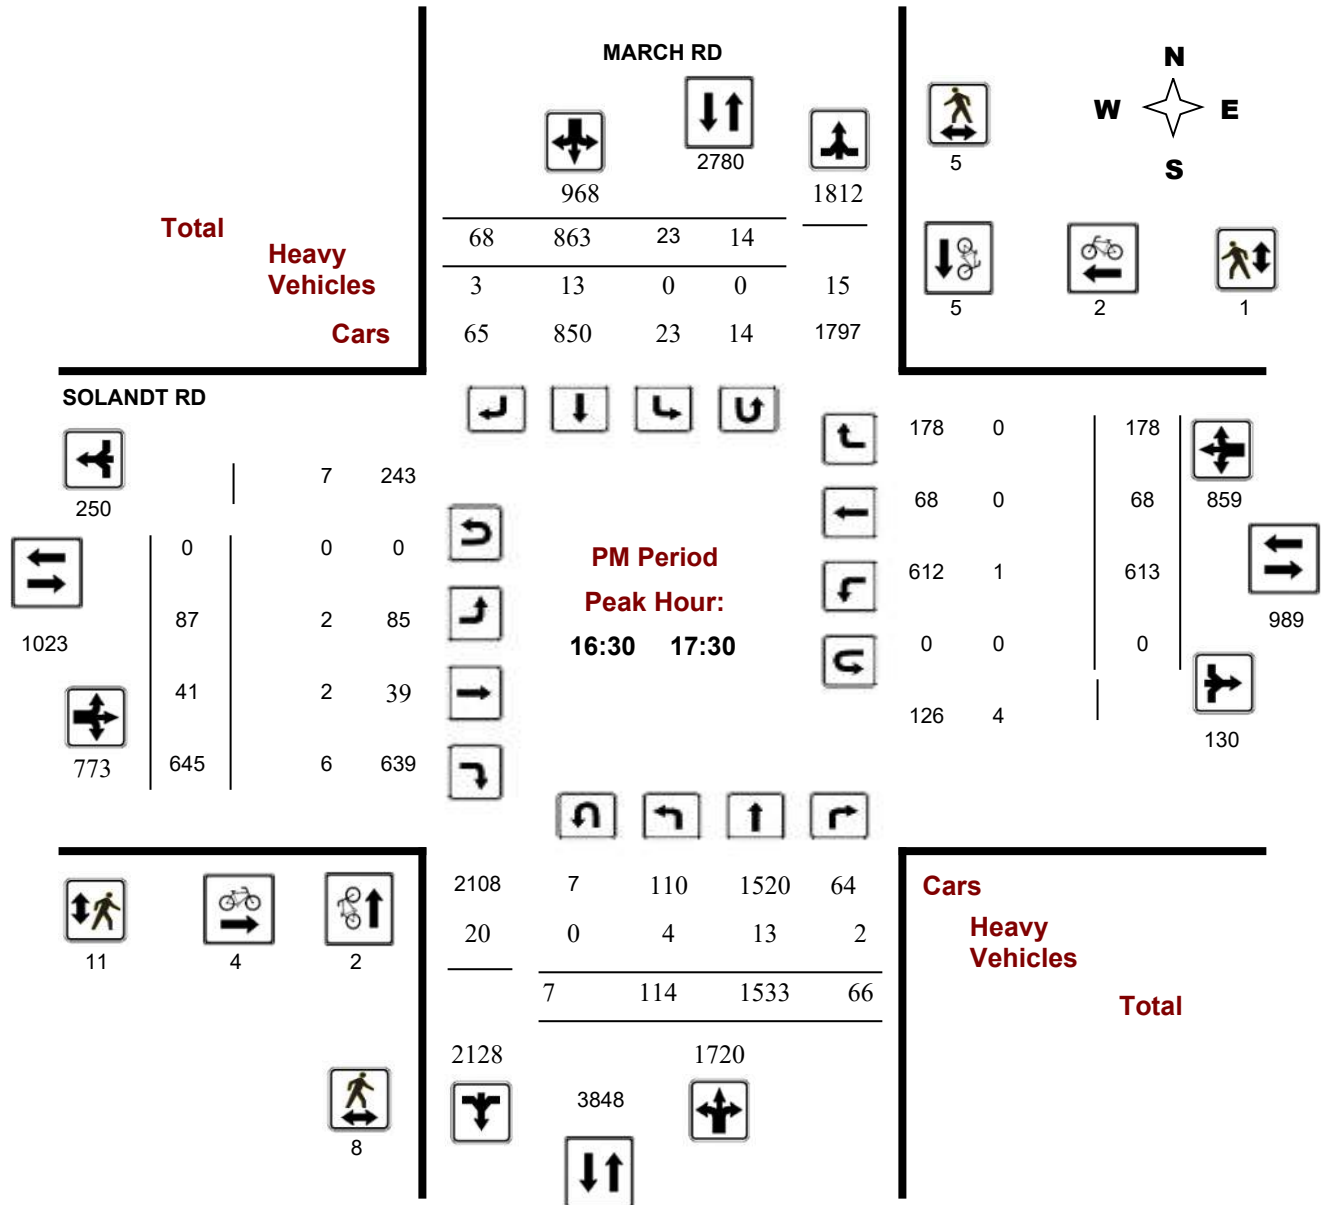 MARCH RD
N
W E
S
2780
5
968 1812
Total
68 863 23 14
Heavy
Vehicles
3 13 0 0 15
5 2 1
Cars
65 850 23 14 1797
SOLANDT RD
178 0 178
7 243
250
68 0 68 859
0 0 0
PM Period
612 1 613
Peak Hour:
87 2 85
989
1023
16:30 17:30
0 0 0
41 2 39
126 4
130
773 645 6 639
2108 7 110 1520 64
Cars
20 0 4 13 2
Heavy
Vehicles
11 4 2
7 114 1533 66
Total
2128 1720
3848
8